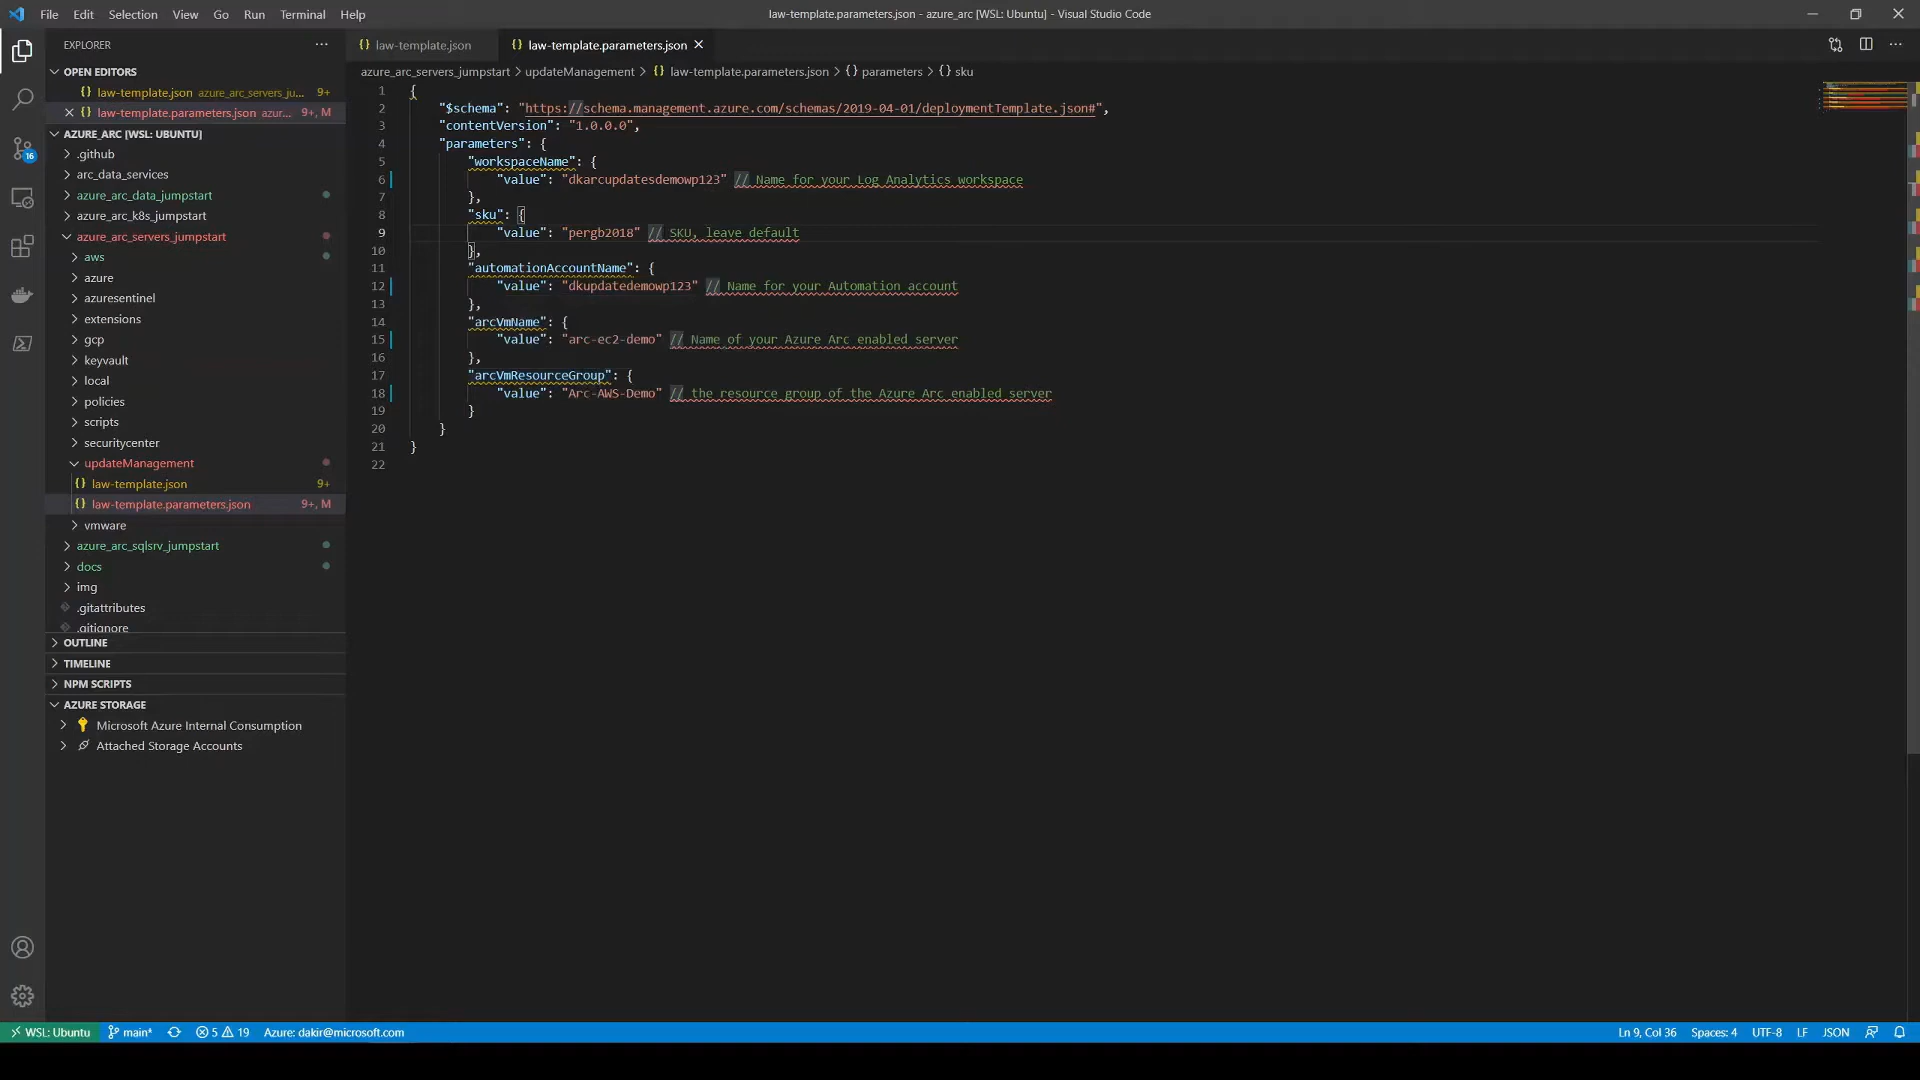 File Edit Selection View Go Run Terminal Help
law-template.parameters.json - azure_arc [WSL: Ubuntu] - Visual Studio Code
EXPLORER
OPEN EDITORS
law-template.json azure_arc_servers_ju... 9+
law-template.parameters.json azur... 9+, M
AZURE_ARC [WSL: UBUNTU]
.github
arc_data_services
azure_arc_data_jumpstart
azure_arc_k8s_jumpstart
azure_arc_servers_jumpstart
aws
azure
azuresentinel
extensions
gcp
keyvault
local
policies
scripts
securitycenter
updateManagement
law-template.json 9+
law-template.parameters.json 9+, M
vmware
azure_arc_sqlsrv_jumpstart
docs
img
.gitattributes
.gitignore
OUTLINE
TIMELINE
NPM SCRIPTS
AZURE STORAGE
Microsoft Azure Internal Consumption
Attached Storage Accounts
16
law-template.json
law-template.parameters.json
azure_arc_servers_jumpstart > updateManagement > {} law-template.parameters.json > {} parameters > {} sku
1 {
2 "$schema": "https://schema.management.azure.com/schemas/2019-04-01/deploymentTemplate.json#",
3 "contentVersion": "1.0.0.0",
4 "parameters": {
5 "workspaceName": {
6 "value": "dkarcupdatesdemowp123" // Name for your Log Analytics workspace
7 },
8 "sku": {
9 "value": "pergb2018" // SKU, leave default
10 },
11 "automationAccountName": {
12 "value": "dkupdatedemowp123" // Name for your Automation account
13 },
14 "arcVmName": {
15 "value": "arc-ec2-demo" // Name of your Azure Arc enabled server
16 },
17 "arcVmResourceGroup": {
18 "value": "Arc-AWS-Demo" // the resource group of the Azure Arc enabled server
19 }
20 }
21 }
22
WSL: Ubuntu main* 5 19 Azure: dakir@microsoft.com
Ln 9, Col 36 Spaces: 4 UTF-8 LF JSON